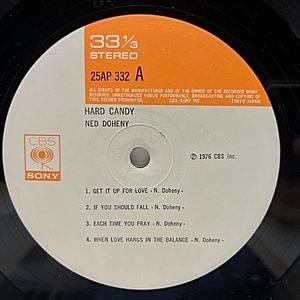 33 1/3
STEREO
25AP 332 A
ALL RIGHTS OF THE MANUFACTURER AND OF THE OWNER OF THE RECORDED WORK
RESERVED. UNAUTHORIZED PUBLIC PERFORMANCE, BROADCASTING AND COPYING OF
THIS RECORD PROHIBITED. CBS/SONY INC. TOKYO JAPAN
HARD CANDY
NED DOHENY
CBS
SONY
℗ 1976 CBS Inc.
1. GET IT UP FOR LOVE - N. Doheny -
2. IF YOU SHOULD FALL - N. Doheny -
3. EACH TIME YOU PRAY - N. Doheny -
4. WHEN LOVE HANGS IN THE BALANCE - N. Doheny -